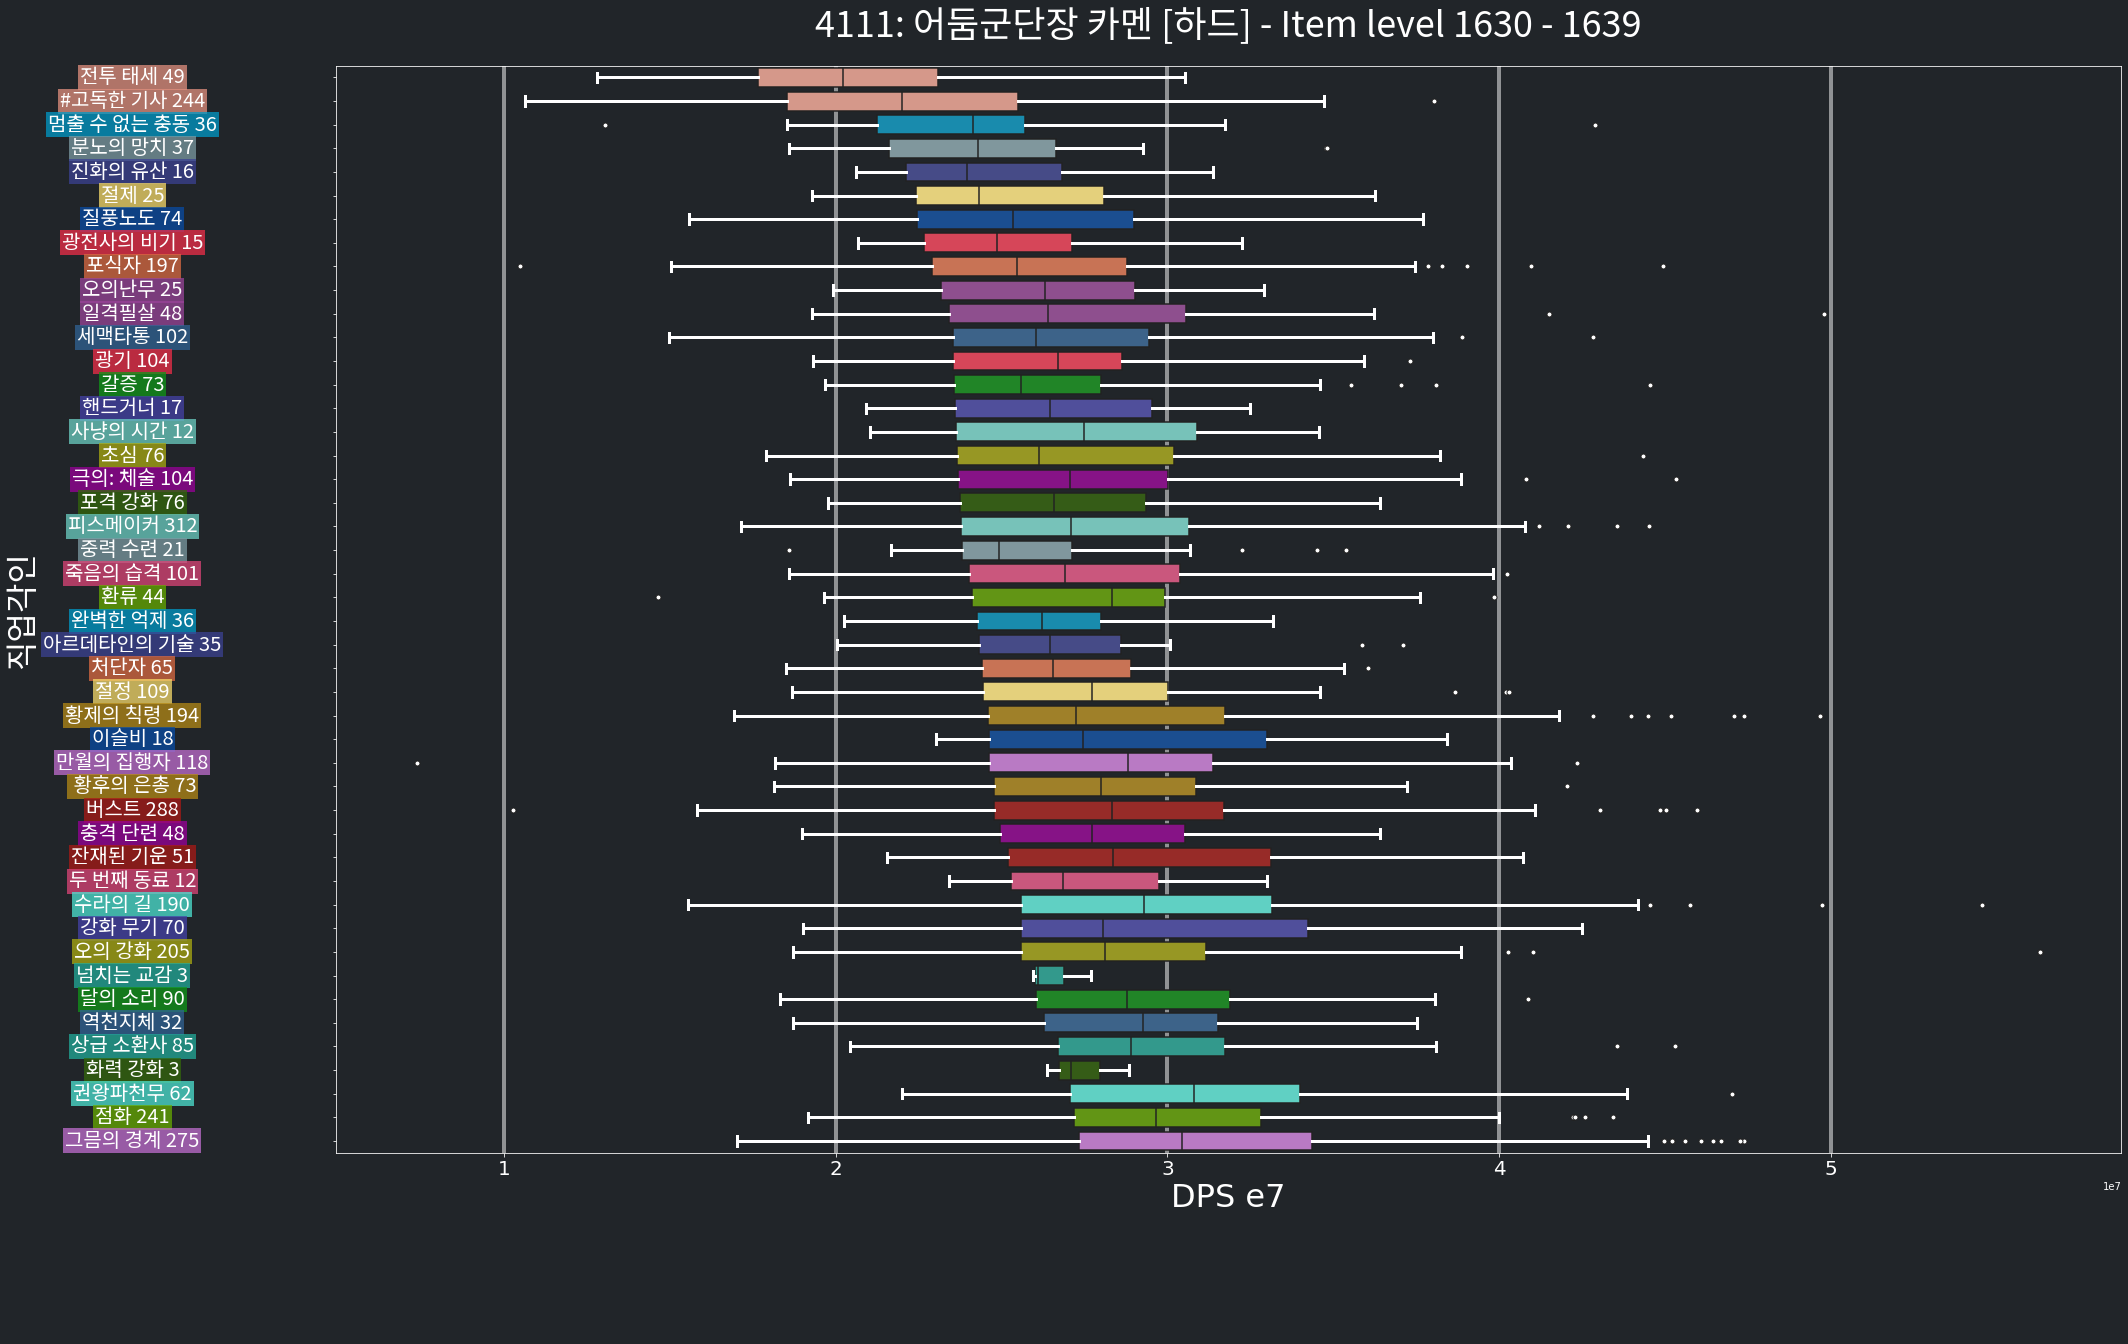 4111: 어둠군단장 카멘 [하드] - Item level 1630 - 1639
전투 태세 49
#고독한 기사 244
멈출 수 없는 충동 36
분노의 망치 37
진화의 유산 16
절제 25
질풍노도 74
광전사의 비기 15
포식자 197
오의난무 25
일격필살 48
세맥타통 102
광기 104
갈증 73
핸드거너 17
사냥의 시간 12
초심 76
극의: 체술 104
포격 강화 76
피스메이커 312
중력 수련 21
죽음의 습격 101
환류 44
완벽한 억제 36
아르데타인의 기술 35
처단자 65
절정 109
황제의 칙령 194
이슬비 18
만월의 집행자 118
황후의 은총 73
버스트 288
충격 단련 48
잔재된 기운 51
두 번째 동료 12
수라의 길 190
강화 무기 70
오의 강화 205
넘치는 교감 3
달의 소리 90
역천지체 32
상급 소환사 85
화력 강화 3
권왕파천무 62
점화 241
그믐의 경계 275
직업각인
1 2 3 4 5
DPS e7
1e7